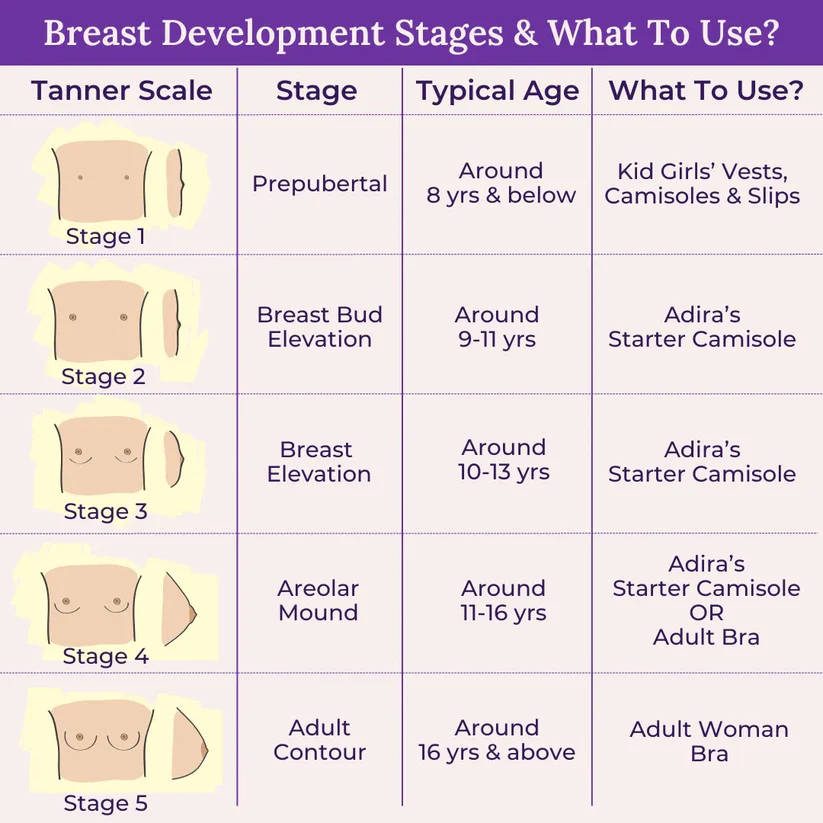 Breast Development Stages & What To Use?
Tanner Scale
Stage
Typical Age
What To Use?
Stage 1
Prepubertal
Around
8 yrs & below
Kid Girls’ Vests,
Camisoles & Slips
Stage 2
Breast Bud
Elevation
Around
9-11 yrs
Adira’s
Starter Camisole
Stage 3
Breast
Elevation
Around
10-13 yrs
Adira’s
Starter Camisole
Stage 4
Areolar
Mound
Around
11-16 yrs
Adira’s
Starter Camisole
OR
Adult Bra
Stage 5
Adult
Contour
Around
16 yrs & above
Adult Woman
Bra